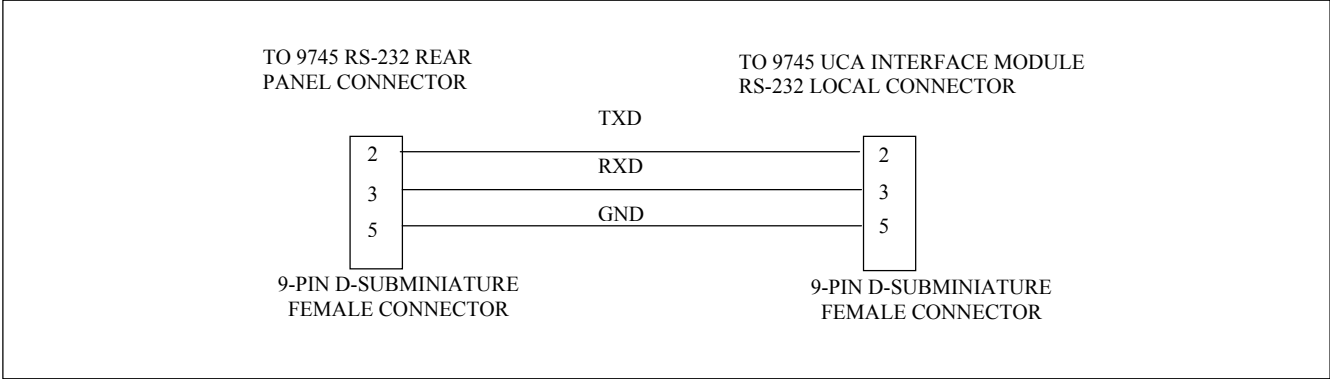 TO 9745 RS-232 REAR
PANEL CONNECTOR
TO 9745 UCA INTERFACE MODULE
RS-232 LOCAL CONNECTOR
TXD
2
2
RXD
3
3
GND
5
5
9-PIN D-SUBMINIATURE
FEMALE CONNECTOR
9-PIN D-SUBMINIATURE
FEMALE CONNECTOR